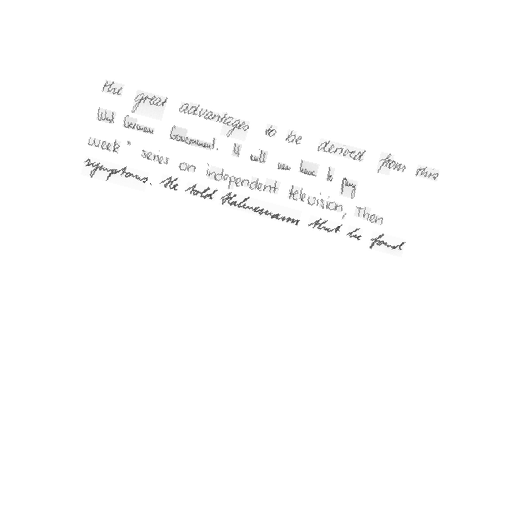 the great advantages to be derived from this
West German Government. It will now have to pay
week " series on independent television, Then
symptoms. He told Hahnemann that he found